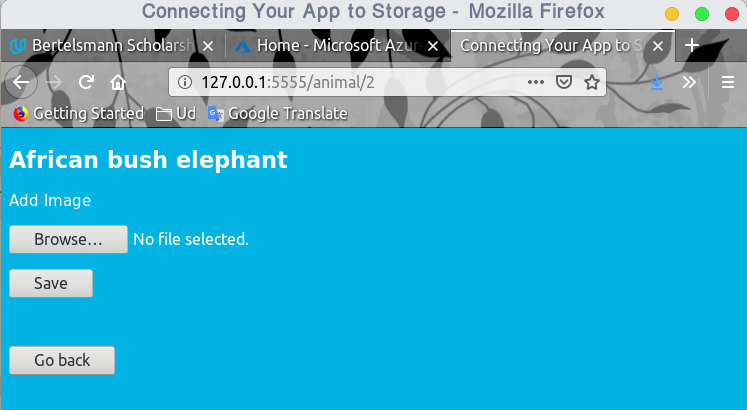 Connecting Your App to Storage - Mozilla Firefox
Bertelsmann Scholarsh
Home - Microsoft Azur
Connecting Your App to S
127.0.0.1:5555/animal/2
Getting Started Ud Google Translate
African bush elephant
Add Image
Browse... No file selected.
Save
Go back